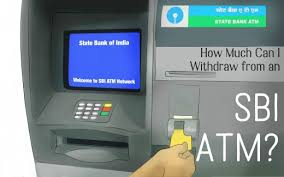 स्टेट बैंक ATM
STATE BANK ATM
State Bank of India
Welcome to SBI ATM Network
How Much Can I
Withdraw from an
SBI
ATM?